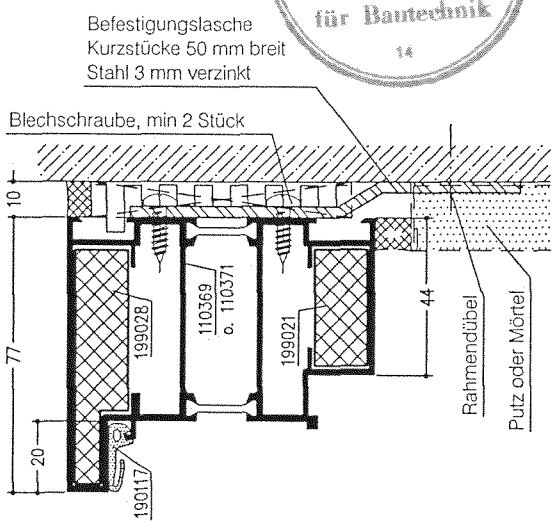 für Bautechnik
14
Befestigungslasche
Kurzstücke 50 mm breit
Stahl 3 mm verzinkt
Blechschraube, min 2 Stück
10
77
20
199028
110369
o. 110371
199021
44
190117
Rahmendübel
Putz oder Mörtel